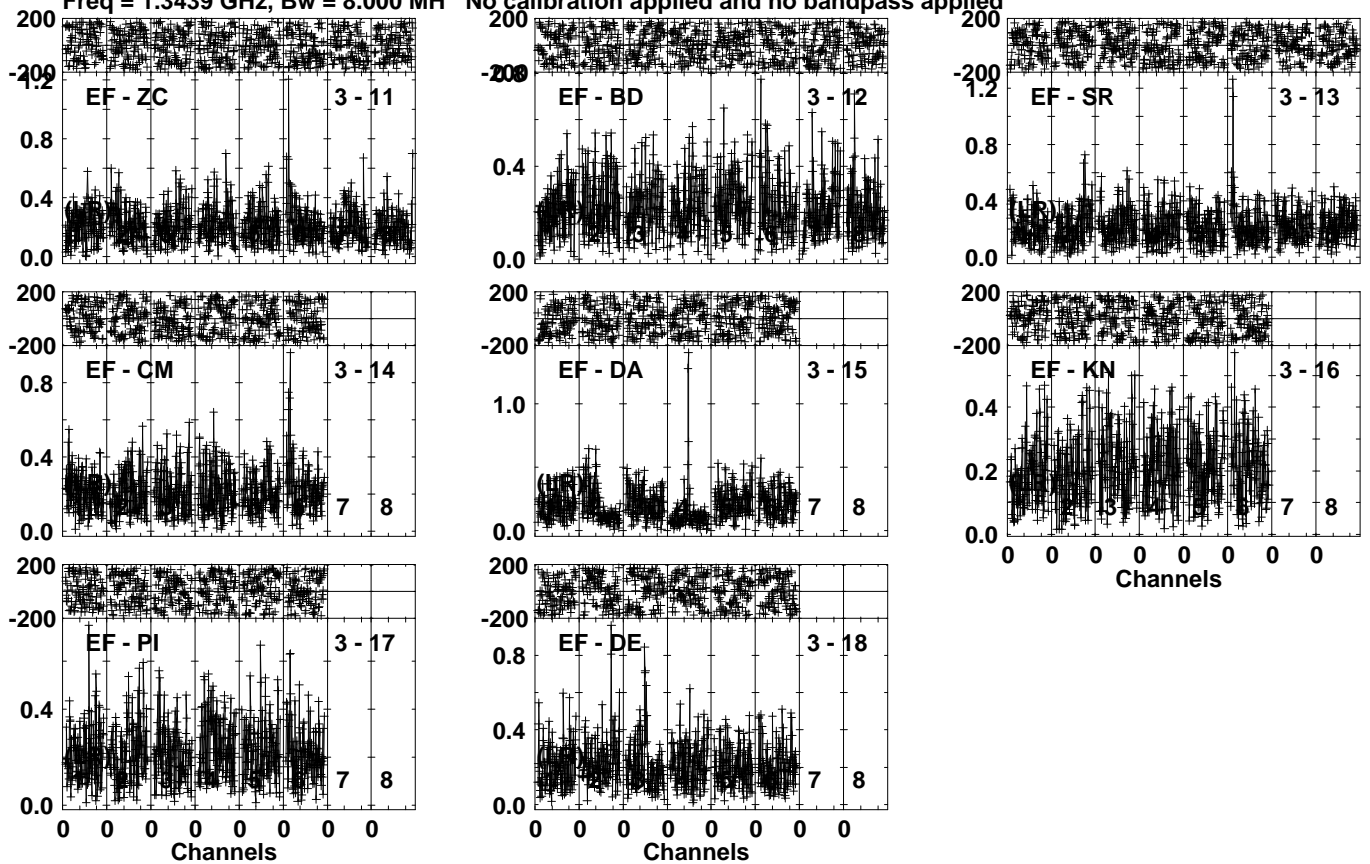 Freq = 1.3439 GHz, Bw = 8.000 MH No calibration applied and no bandpass applied
200 200 200
-200 -200 -200
1.2 0.8 1.2
EF - ZC 3 - 11 EF - BD 3 - 12 EF - SR 3 - 13
0.8 0.4 0.8
0.4 0.4
0.0 0.0 0.0
200 200 200
-200 -200 -200
EF - CM 3 - 14 EF - DA 3 - 15 EF - KN 3 - 16
0.8 1.0 0.4
0.4 0.2
7 8 7 8 7 8
0.0 0.0 0.0
0 0 0 0 0 0 0 0
Channels
200 200
-200 -200
EF - PI 3 - 17 EF - DE 3 - 18
0.4 0.8
0.4
7 8 7 8
0.0 0.0
0 0 0 0 0 0 0 0 0 0 0 0 0 0 0 0
Channels Channels